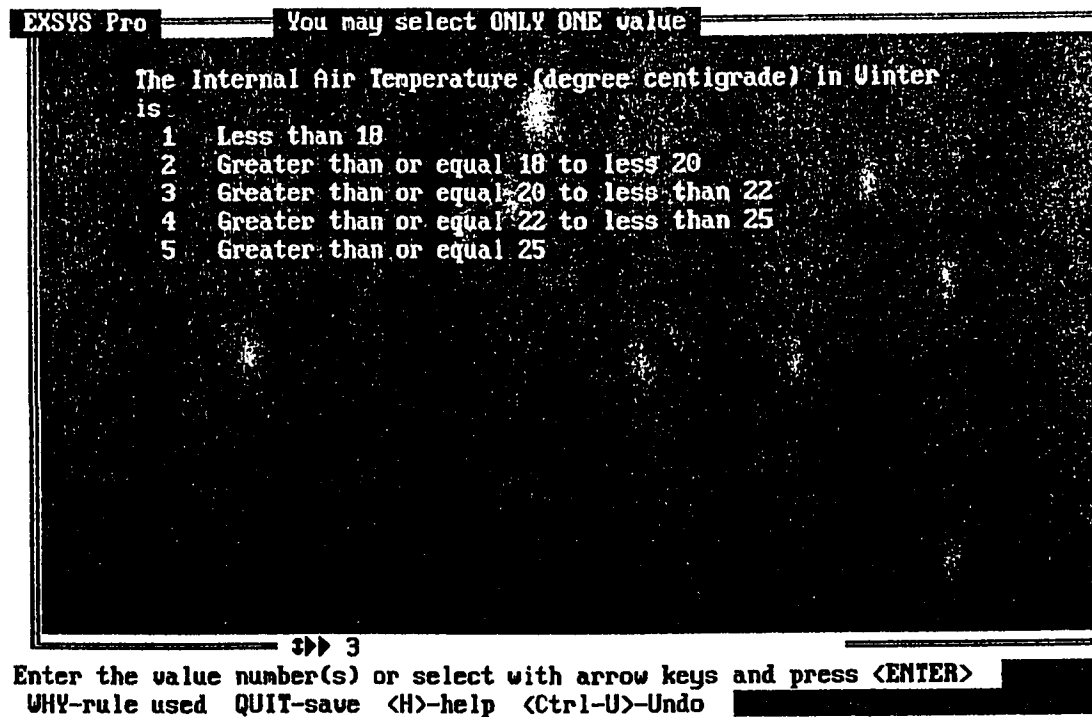 EXSYS Pro You may select ONLY ONE value
The Internal Air Temperature (degree centigrade) in Winter
is
1 Less than 18
2 Greater than or equal 18 to less 20
3 Greater than or equal 20 to less than 22
4 Greater than or equal 22 to less than 25
5 Greater than or equal 25
3
Enter the value number(s) or select with arrow keys and press <ENTER>
WHY-rule used QUIT-save <H>-help <Ctrl-U>-Undo